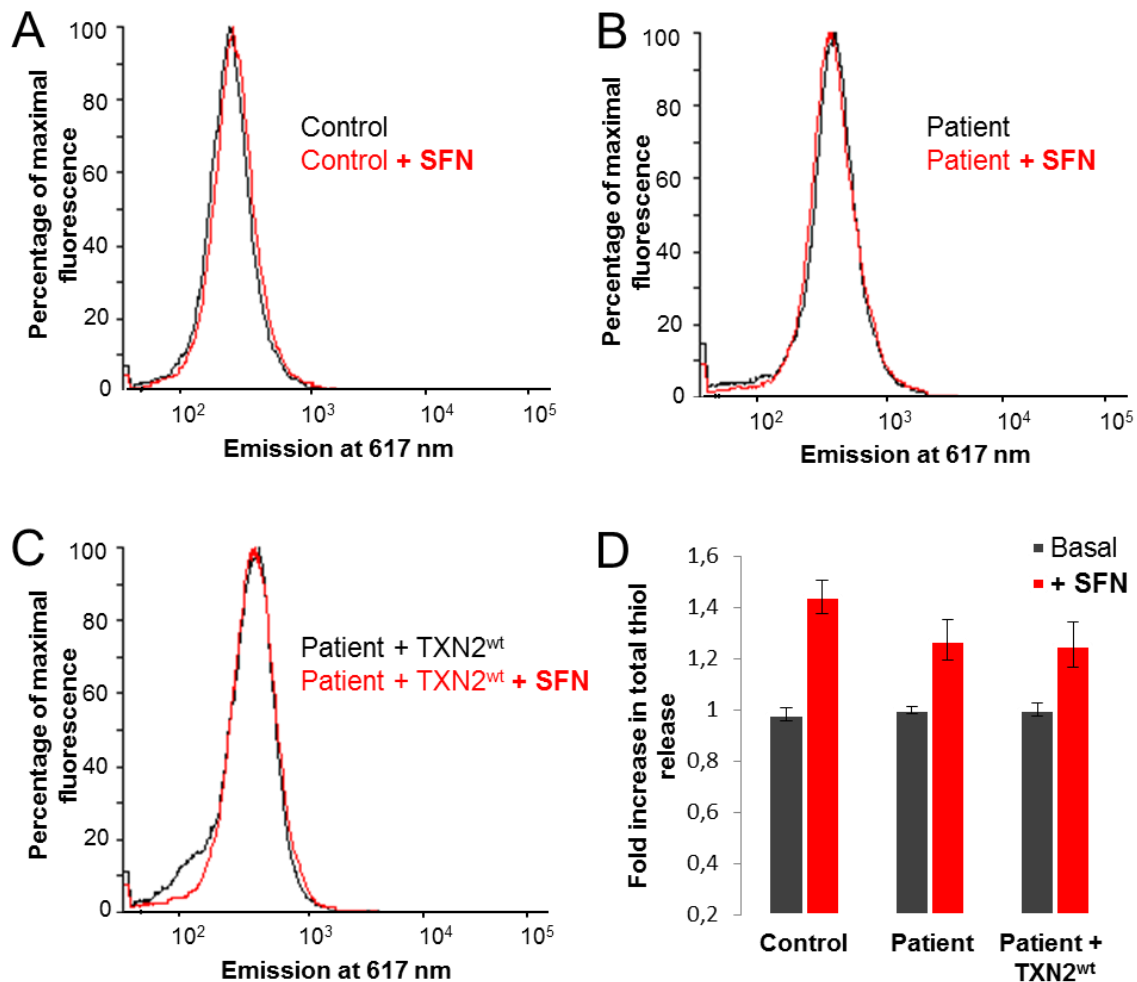 A
Percentage of maximal
fluorescence
100
80
60
40
20
0
Control
Control + SFN
10²
10³
10⁴
10⁵
Emission at 617 nm
B
Percentage of maximal
fluorescence
100
80
60
40
20
0
Patient
Patient + SFN
10²
10³
10⁴
10⁵
Emission at 617 nm
C
Percentage of maximal
fluorescence
100
80
60
40
20
0
Patient + TXN2ʷᵗ
Patient + TXN2ʷᵗ + SFN
10²
10³
10⁴
10⁵
Emission at 617 nm
D
Fold increase in total thiol
release
1,6
1,4
1,2
1
0,8
0,6
0,4
0,2
Basal
+ SFN
Control
Patient
Patient +
TXN2ʷᵗ